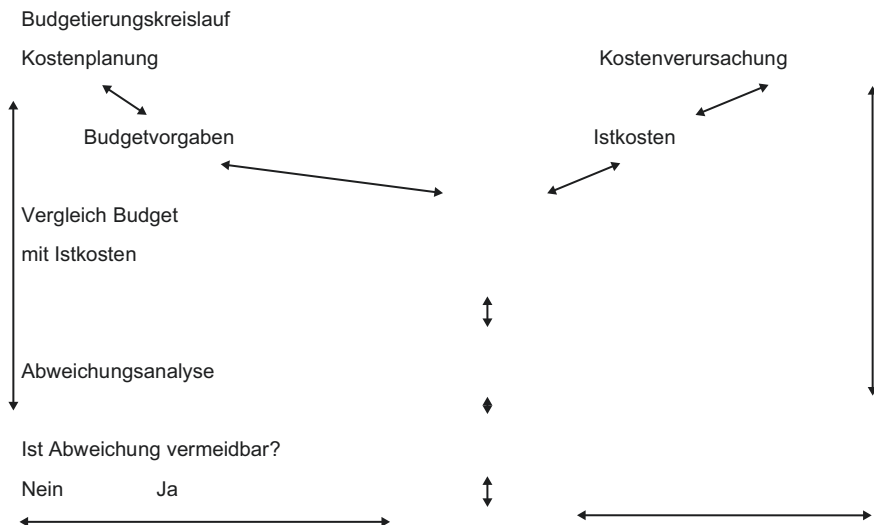 Budgetierungskreislauf
Kostenplanung Kostenverursachung
Budgetvorgaben Istkosten
Vergleich Budget
mit Istkosten
Abweichungsanalyse
Ist Abweichung vermeidbar?
Nein Ja